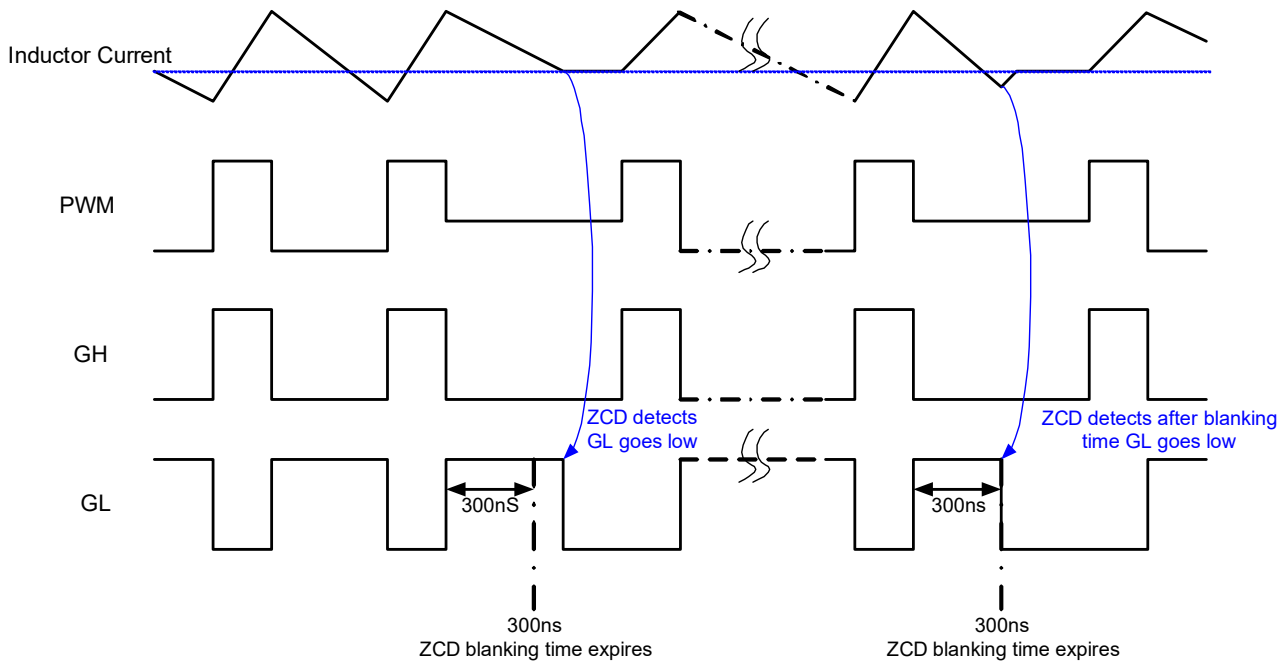 Inductor Current
PWM
GH
ZCD detects
GL goes low
ZCD detects after blanking
time GL goes low
GL
300nS
300ns
300ns
ZCD blanking time expires
300ns
ZCD blanking time expires